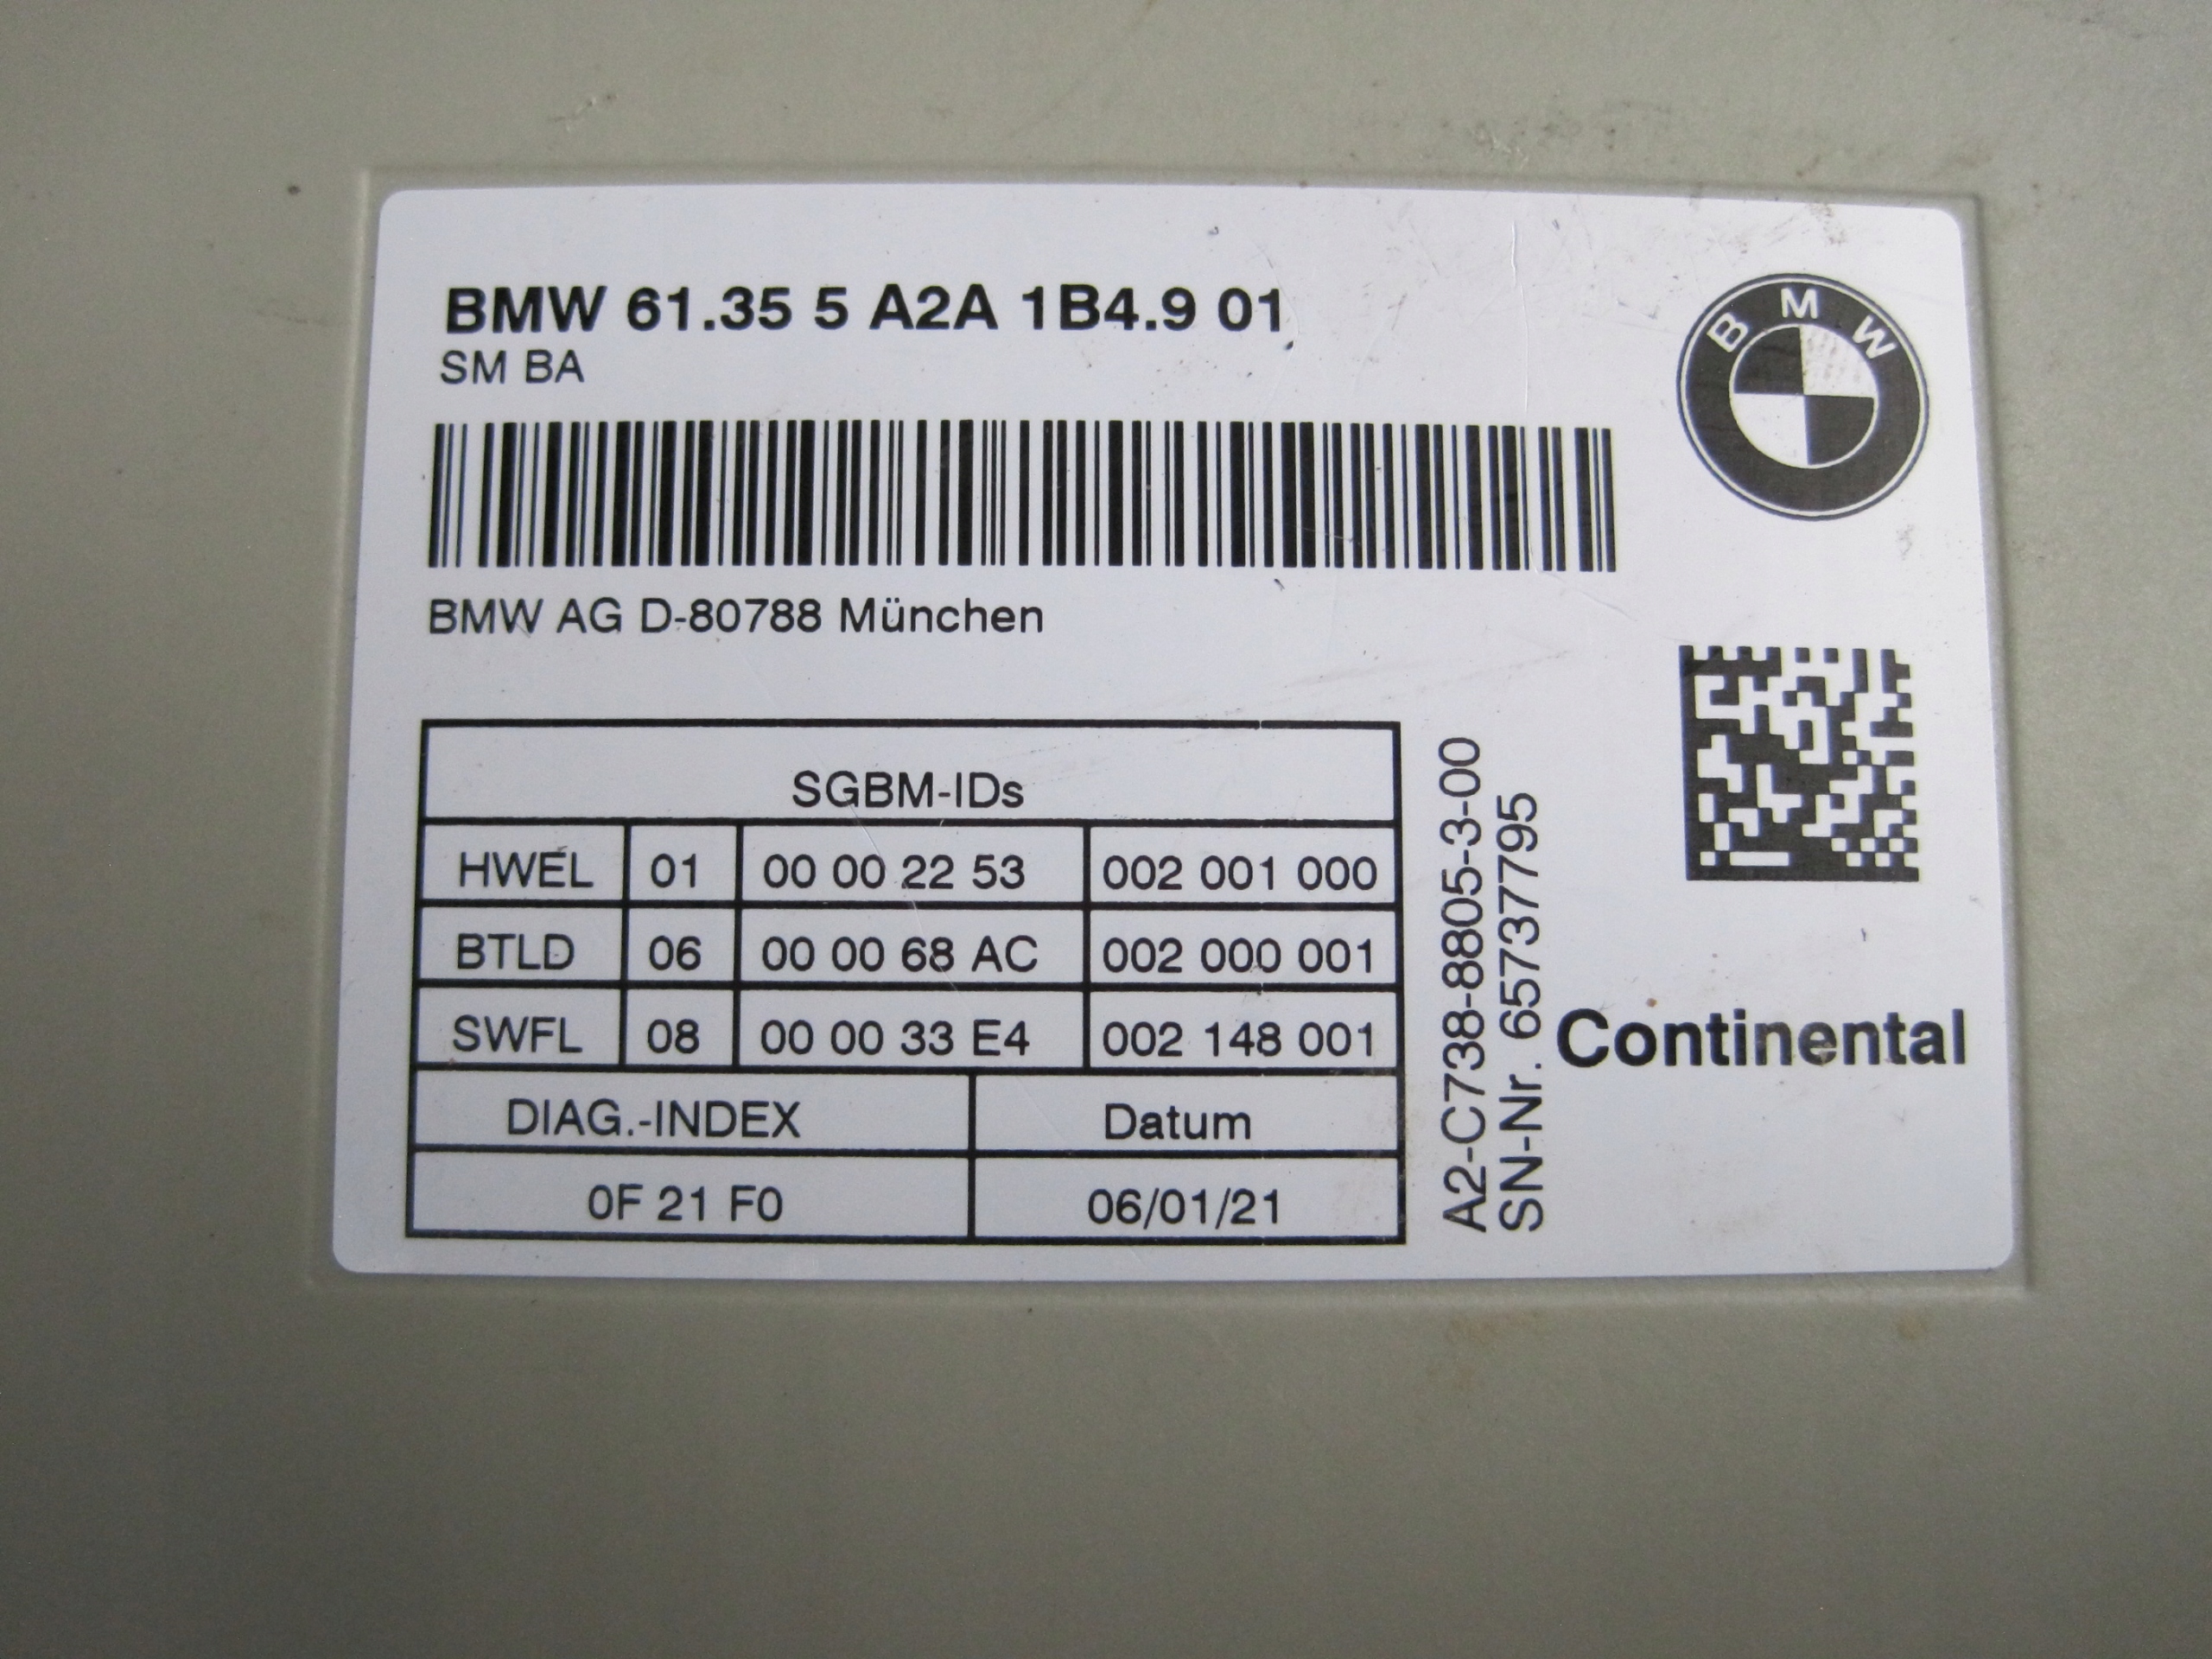 BMW 61.35 5 A2A 1B4.9 01
SM BA
BMW
BMW AG D-80788 München
SGBM-IDs
HWEL 01 00 00 22 53 002 001 000
BTLD 06 00 00 68 AC 002 000 001
SWFL 08 00 00 33 E4 002 148 001
DIAG.-INDEX Datum
0F 21 F0 06/01/21
A2-C738-8805-3-00
SN-Nr. 65737795
Continental